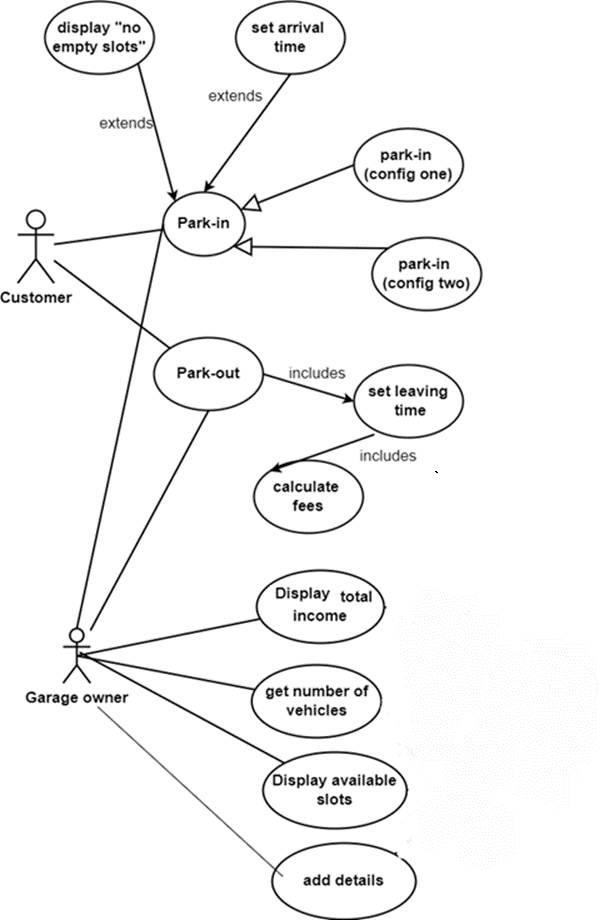 display "no
empty slots"
set arrival
time
extends
extends
park-in
(config one)
Park-in
park-in
(config two)
Customer
Park-out
includes
set leaving
time
includes
calculate
fees
Display total
income
Garage owner
get number of
vehicles
Display available
slots
add details